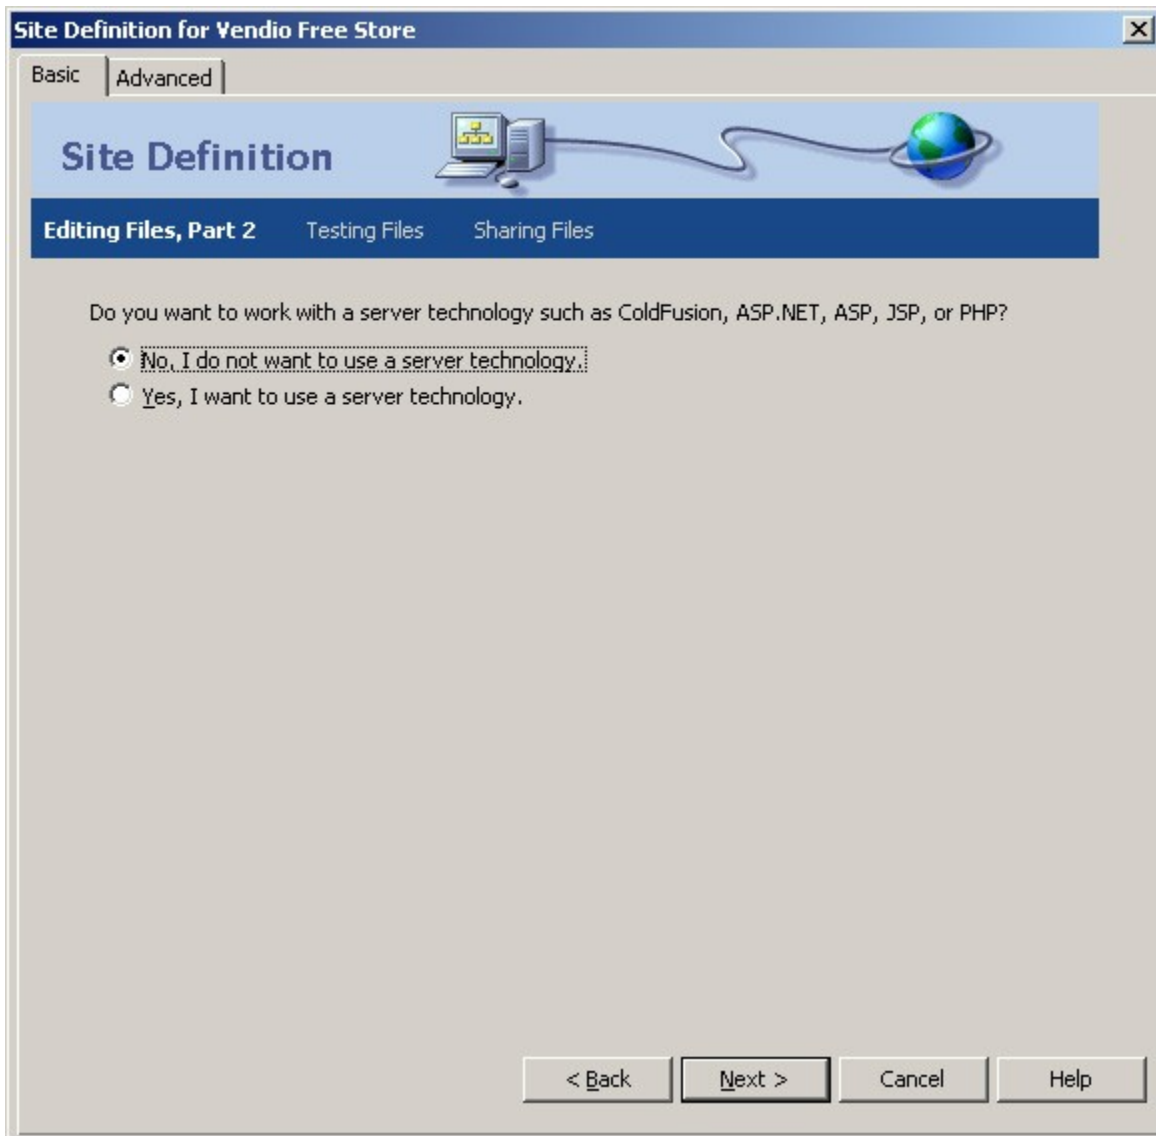 Site Definition for Vendio Free Store
Basic Advanced
Site Definition
Editing Files, Part 2 Testing Files Sharing Files
Do you want to work with a server technology such as ColdFusion, ASP.NET, ASP, JSP, or PHP?
No, I do not want to use a server technology.
Yes, I want to use a server technology.
< Back Next > Cancel Help